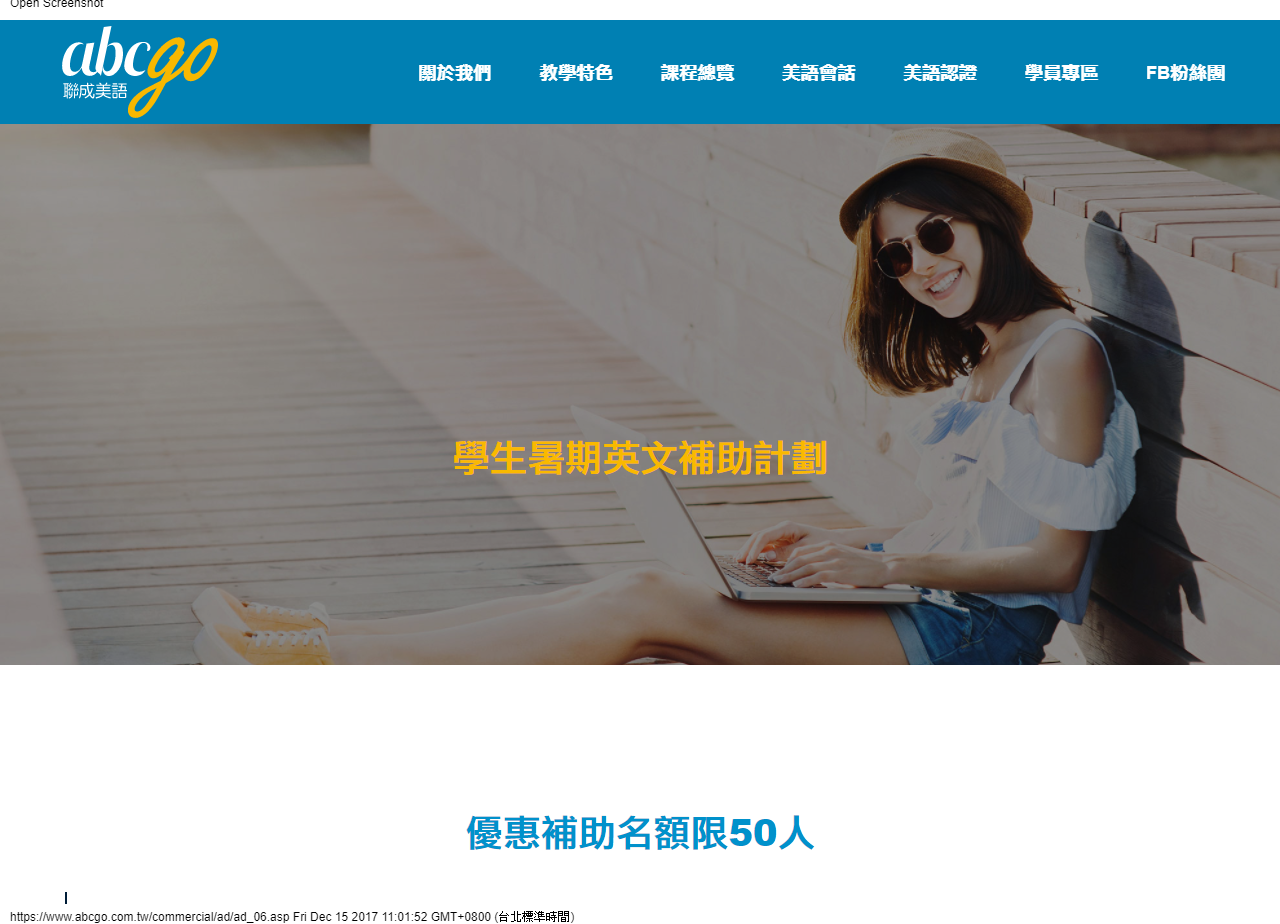 Open Screenshot
abcgo
聯成美語
關於我們 教學特色 課程總覽 美語會話 美語認證 學員專區 FB粉絲團
學生暑期英文補助計劃
優惠補助名額限50人
https://www.abcgo.com.tw/commercial/ad/ad_06.asp Fri Dec 15 2017 11:01:52 GMT+0800 (台北標準時間)